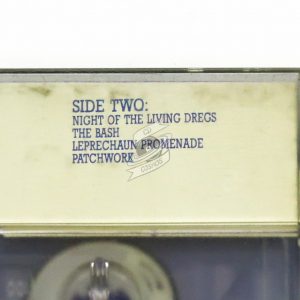 SIDE TWO:
NIGHT OF THE LIVING DREGS
THE BASH
LEPRECHAUN PROMENADE
PATCHWORK